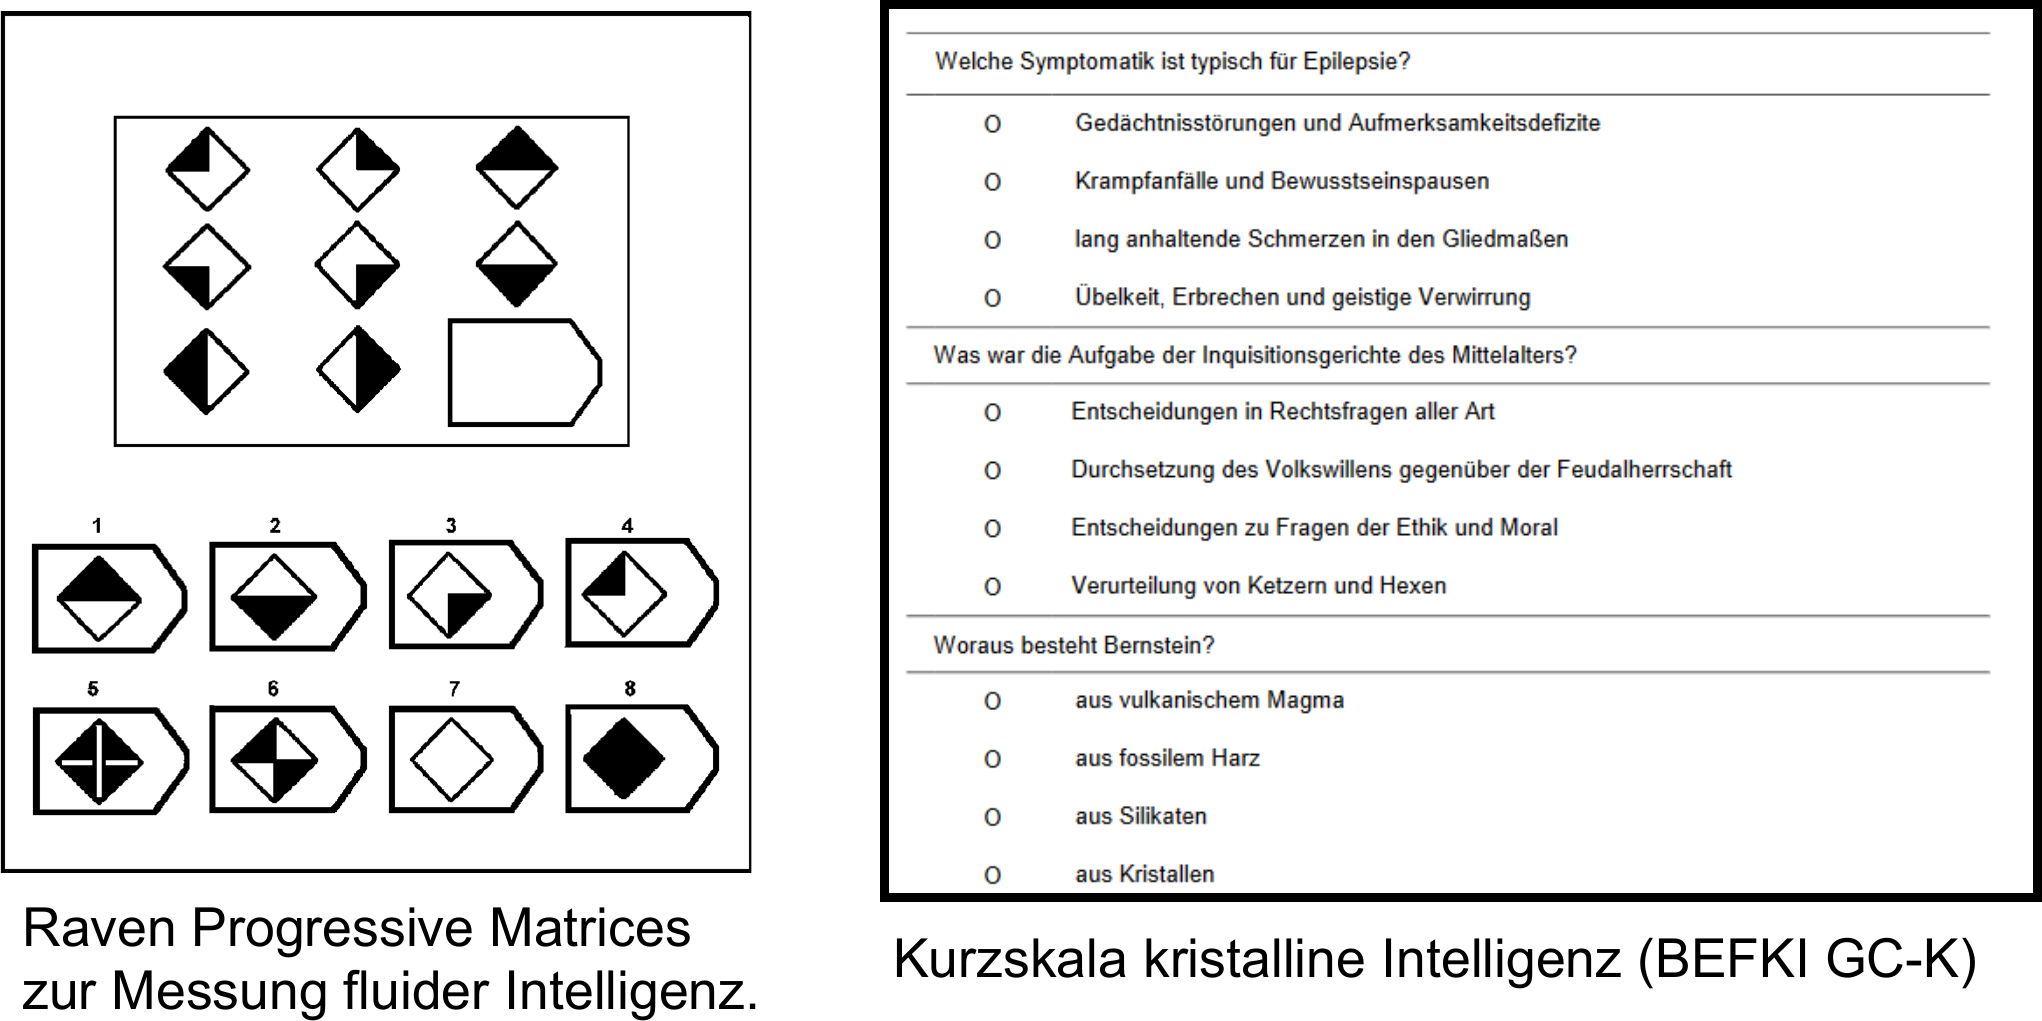 1 2 3 4
5 6 7 8
Raven Progressive Matrices
zur Messung fluider Intelligenz.
Welche Symptomatik ist typisch für Epilepsie?
O Gedächtnisstörungen und Aufmerksamkeitsdefizite
O Krampfanfälle und Bewusstseinspausen
O lang anhaltende Schmerzen in den Gliedmaßen
O Übelkeit, Erbrechen und geistige Verwirrung
Was war die Aufgabe der Inquisitionsgerichte des Mittelalters?
O Entscheidungen in Rechtsfragen aller Art
O Durchsetzung des Volkswillens gegenüber der Feudalherrschaft
O Entscheidungen zu Fragen der Ethik und Moral
O Verurteilung von Ketzern und Hexen
Woraus besteht Bernstein?
O aus vulkanischem Magma
O aus fossilem Harz
O aus Silikaten
O aus Kristallen
Kurzskala kristalline Intelligenz (BEFKI GC-K)